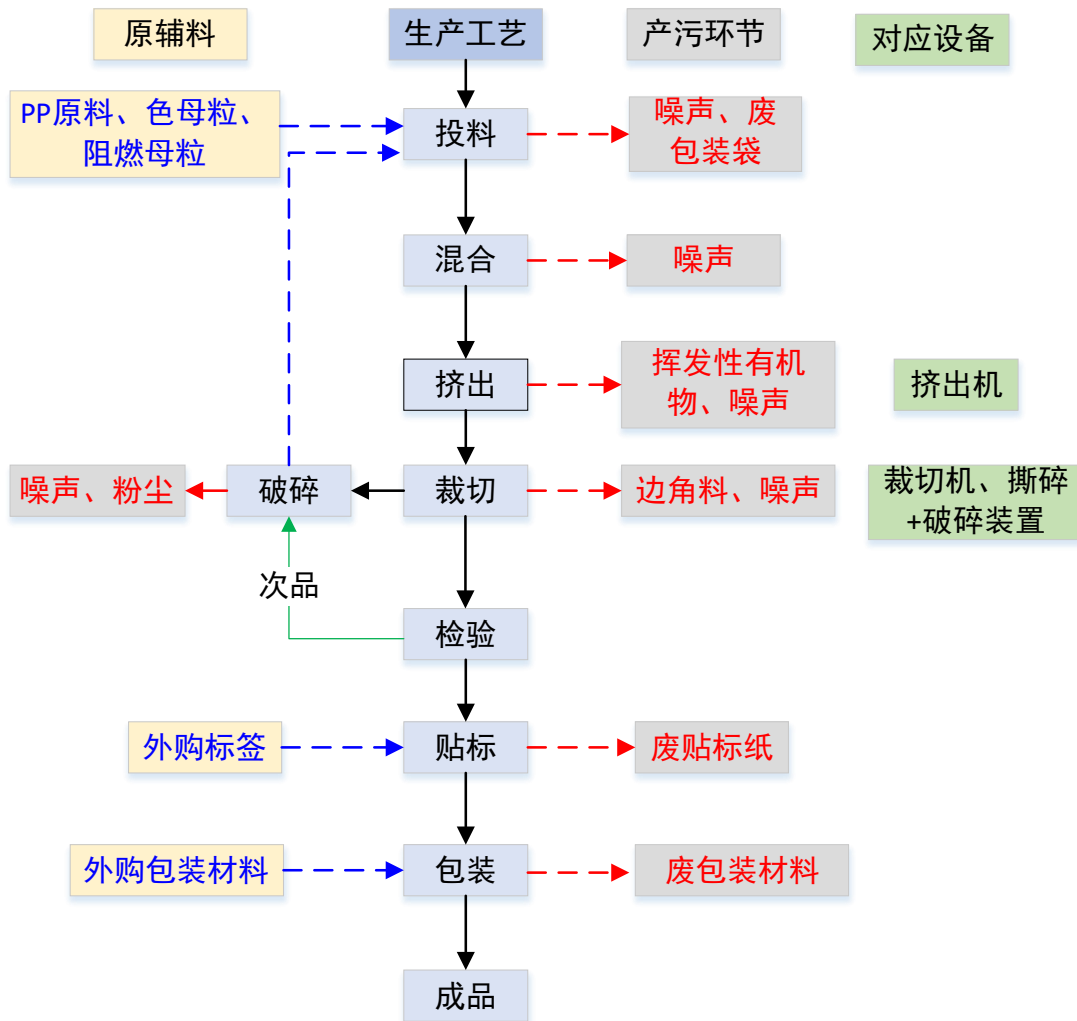 原辅料
生产工艺
产污环节
对应设备
PP原料、色母粒、
阻燃母粒
投料
噪声、废
包装袋
混合
噪声
挤出
挥发性有机
物、噪声
挤出机
噪声、粉尘
破碎
裁切
边角料、噪声
裁切机、撕碎
+破碎装置
次品
检验
外购标签
贴标
废贴标纸
外购包装材料
包装
废包装材料
成品